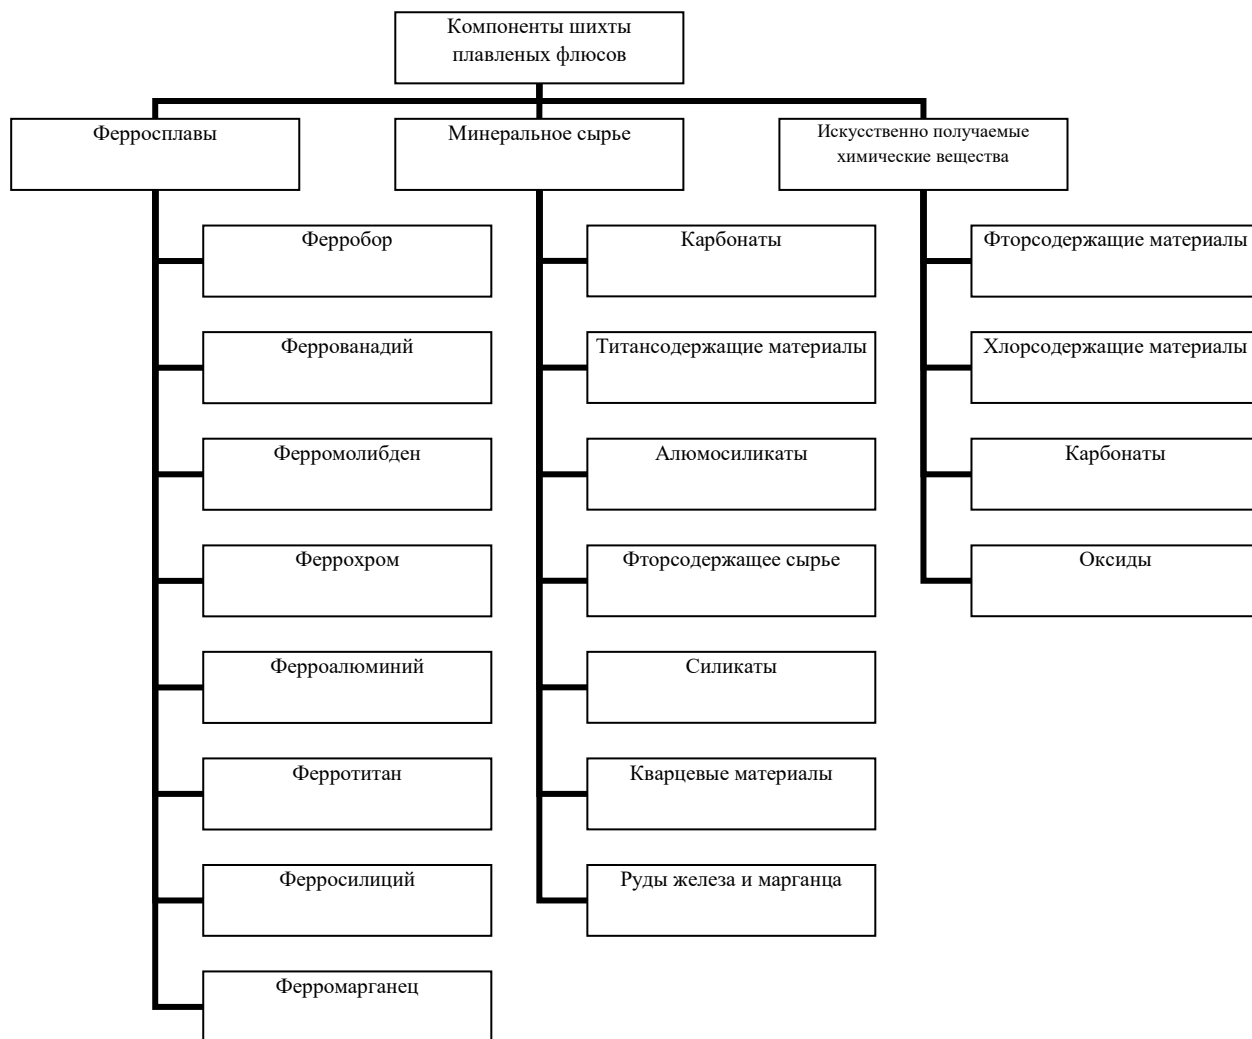 Компоненты шихты
плавленых флюсов
Ферросплавы
Минеральное сырье
Искусственно получаемые
химические вещества
Ферробор
Феррованадий
Ферромолибден
Феррохром
Ферроалюминий
Ферротитан
Ферросилиций
Ферромарганец
Карбонаты
Титансодержащие материалы
Алюмосиликаты
Фторсодержащее сырье
Силикаты
Кварцевые материалы
Руды железа и марганца
Фторсодержащие материалы
Хлорсодержащие материалы
Карбонаты
Оксиды